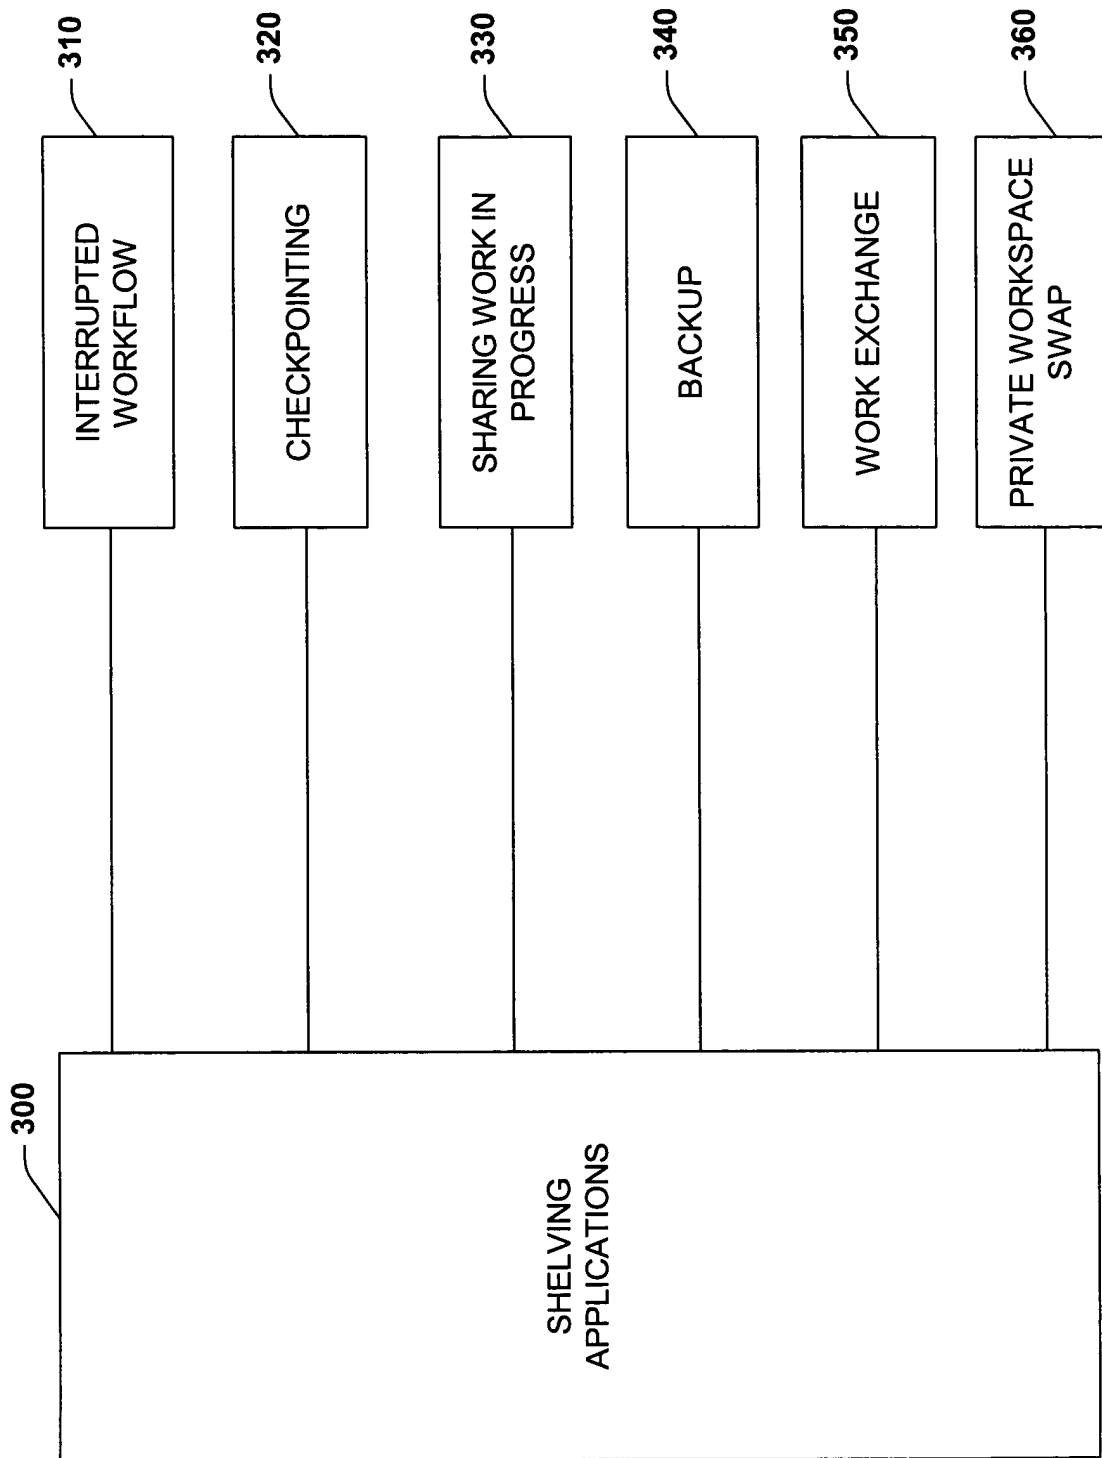 300
SHELVING
APPLICATIONS
310
INTERRUPTED
WORKFLOW
320
CHECKPOINTING
330
SHARING WORK IN
PROGRESS
340
BACKUP
350
WORK EXCHANGE
360
PRIVATE WORKSPACE
SWAP